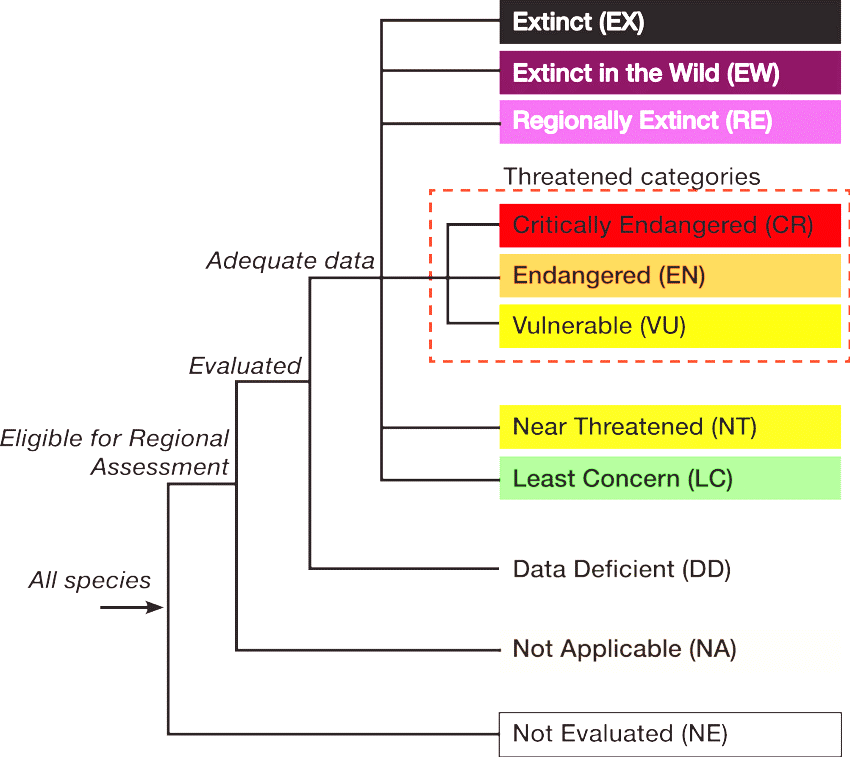 Extinct (EX)
Extinct in the Wild (EW)
Regionally Extinct (RE)
Threatened categories
Critically Endangered (CR)
Adequate data
Endangered (EN)
Vulnerable (VU)
Evaluated
Near Threatened (NT)
Eligible for Regional
Assessment
Least Concern (LC)
Data Deficient (DD)
All species
Not Applicable (NA)
Not Evaluated (NE)